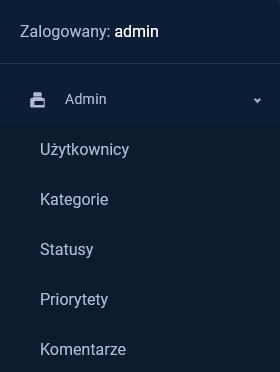 Zalogowany: admin
Admin
Użytkownicy
Kategorie
Statusy
Priorytety
Komentarze